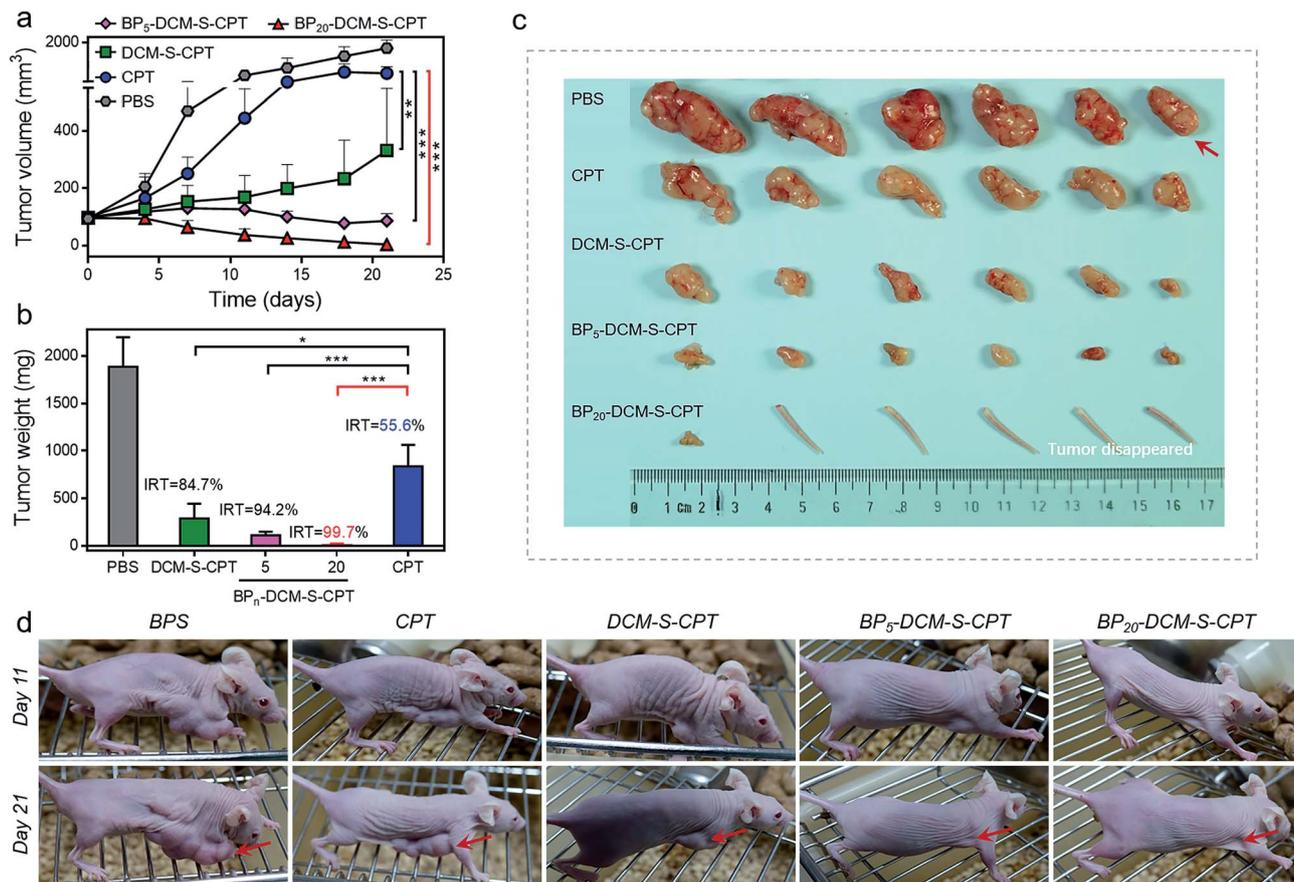 a
BP5-DCM-S-CPT
BP20-DCM-S-CPT
DCM-S-CPT
CPT
PBS
Tumor volume (mm3)
2000
400
200
0
**
***
***
0 5 10 15 20 25
Time (days)
b
Tumor weight (mg)
2000
1500
1000
500
0
*
***
***
IRT=55.6%
IRT=84.7%
IRT=94.2%
IRT=99.7%
PBS DCM-S-CPT 5 20 CPT
BPn-DCM-S-CPT
c
PBS
CPT
DCM-S-CPT
BP5-DCM-S-CPT
BP20-DCM-S-CPT
Tumor disappeared
0 1 Cm 2 3 4 5 6 7 8 9 10 11 12 13 14 15 16 17
d
BPS CPT DCM-S-CPT BP5-DCM-S-CPT BP20-DCM-S-CPT
Day 11
Day 21